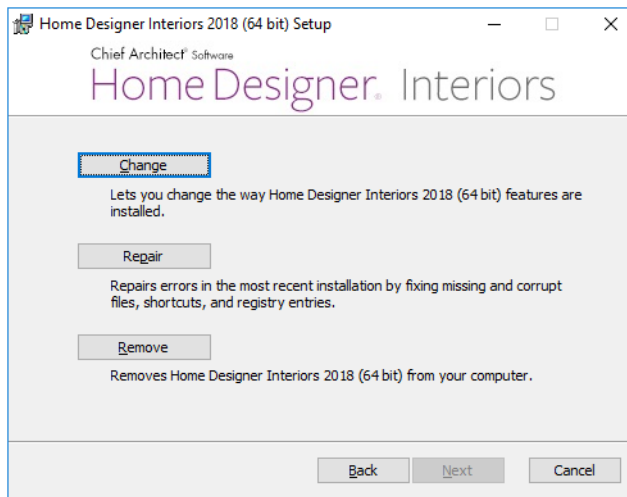 Home Designer Interiors 2018 (64 bit) Setup
Chief Architect® Software
Home Designer® Interiors
Change
Lets you change the way Home Designer Interiors 2018 (64 bit) features are
installed.
Repair
Repairs errors in the most recent installation by fixing missing and corrupt
files, shortcuts, and registry entries.
Remove
Removes Home Designer Interiors 2018 (64 bit) from your computer.
Back Next Cancel